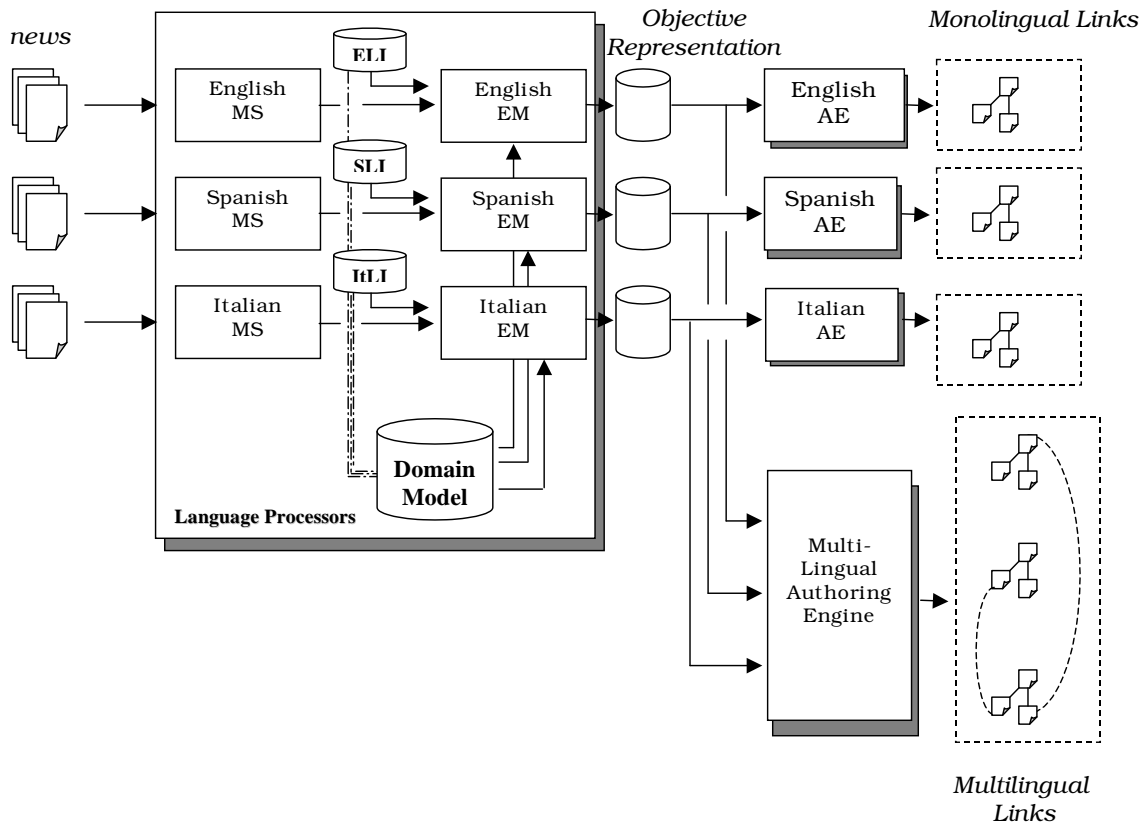 news
Objective
Representation
Monolingual Links
ELI
English
MS
English
EM
English
AE
SLI
Spanish
MS
Spanish
EM
Spanish
AE
ItLI
Italian
MS
Italian
EM
Italian
AE
Domain
Model
Language Processors
Multi-
Lingual
Authoring
Engine
Multilingual
Links